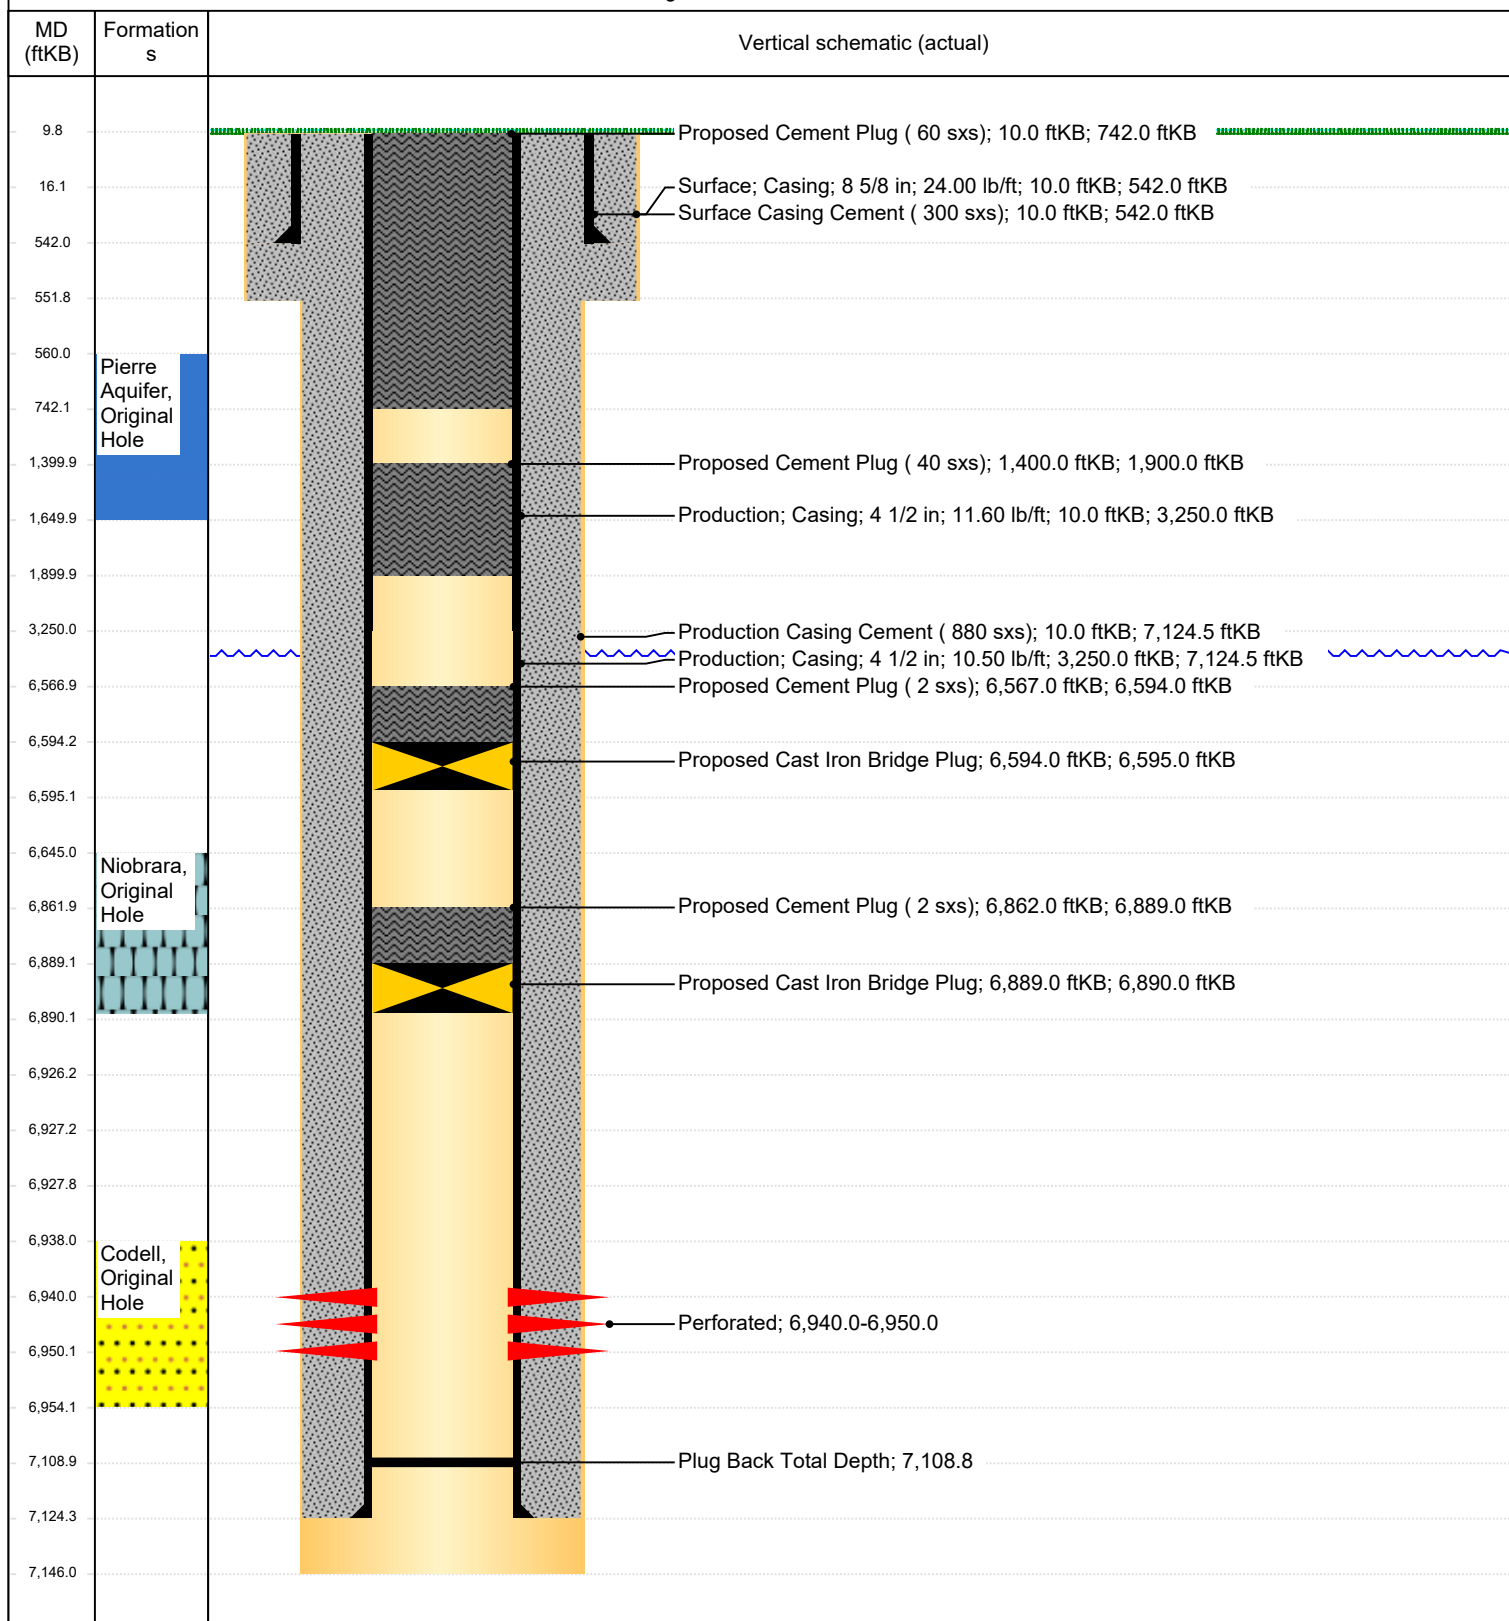 MD
(ftKB)
Formation
s
Vertical schematic (actual)
9.8
Proposed Cement Plug ( 60 sxs); 10.0 ftKB; 742.0 ftKB
16.1
Surface; Casing; 8 5/8 in; 24.00 lb/ft; 10.0 ftKB; 542.0 ftKB
Surface Casing Cement ( 300 sxs); 10.0 ftKB; 542.0 ftKB
542.0
551.8
560.0
Pierre
Aquifer,
Original
Hole
742.1
1,399.9
Proposed Cement Plug ( 40 sxs); 1,400.0 ftKB; 1,900.0 ftKB
1,649.9
Production; Casing; 4 1/2 in; 11.60 lb/ft; 10.0 ftKB; 3,250.0 ftKB
1,899.9
3,250.0
Production Casing Cement ( 880 sxs); 10.0 ftKB; 7,124.5 ftKB
Production; Casing; 4 1/2 in; 10.50 lb/ft; 3,250.0 ftKB; 7,124.5 ftKB
6,566.9
Proposed Cement Plug ( 2 sxs); 6,567.0 ftKB; 6,594.0 ftKB
6,594.2
Proposed Cast Iron Bridge Plug; 6,594.0 ftKB; 6,595.0 ftKB
6,595.1
6,645.0
Niobrara,
Original
Hole
6,861.9
Proposed Cement Plug ( 2 sxs); 6,862.0 ftKB; 6,889.0 ftKB
6,889.1
Proposed Cast Iron Bridge Plug; 6,889.0 ftKB; 6,890.0 ftKB
6,890.1
6,926.2
6,927.2
6,927.8
6,938.0
Codell,
Original
Hole
6,940.0
Perforated; 6,940.0-6,950.0
6,950.1
6,954.1
7,108.9
Plug Back Total Depth; 7,108.8
7,124.3
7,146.0